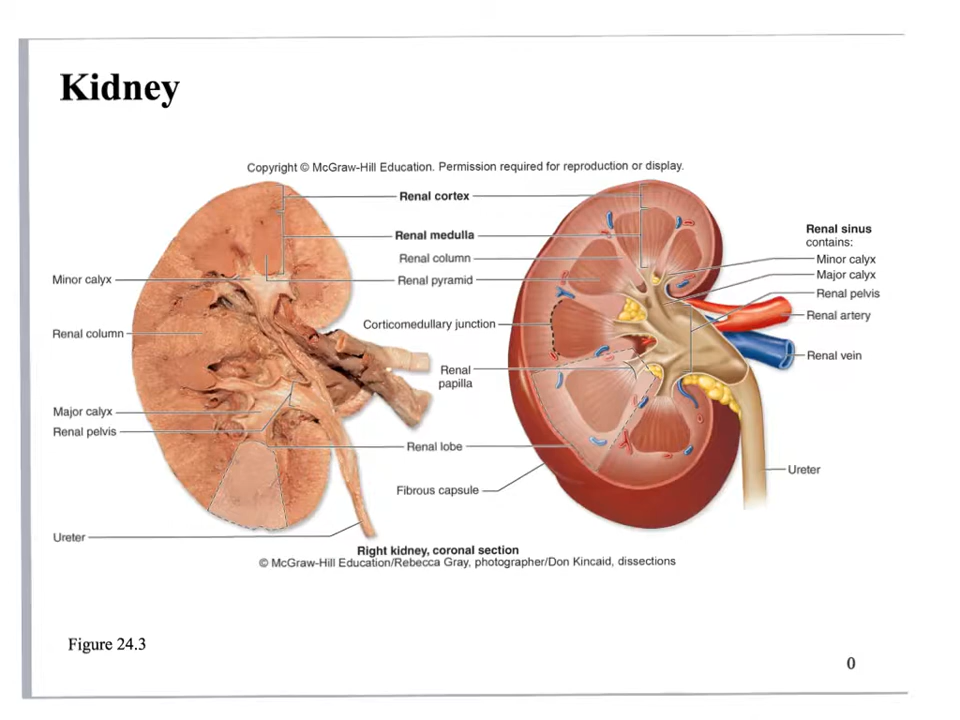 Kidney
Copyright © McGraw-Hill Education. Permission required for reproduction or display.
Renal cortex
Renal medulla
Renal column
Renal pyramid
Corticomedullary junction
Renal
papilla
Renal lobe
Fibrous capsule
Minor calyx
Renal column
Major calyx
Renal pelvis
Ureter
Renal sinus
contains:
Minor calyx
Major calyx
Renal pelvis
Renal artery
Renal vein
Ureter
Right kidney, coronal section
© McGraw-Hill Education/Rebecca Gray, photographer/Don Kincaid, dissections
Figure 24.3
0